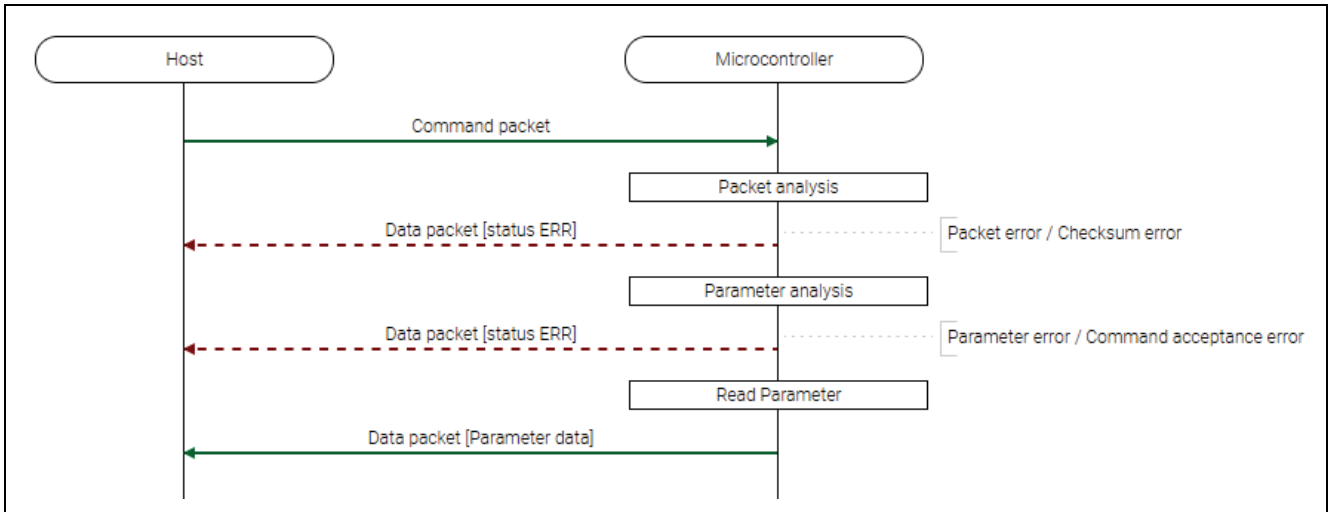 Host
Microcontroller
Command packet
Packet analysis
Data packet [status ERR]
Packet error / Checksum error
Parameter analysis
Data packet [status ERR]
Parameter error / Command acceptance error
Read Parameter
Data packet [Parameter data]